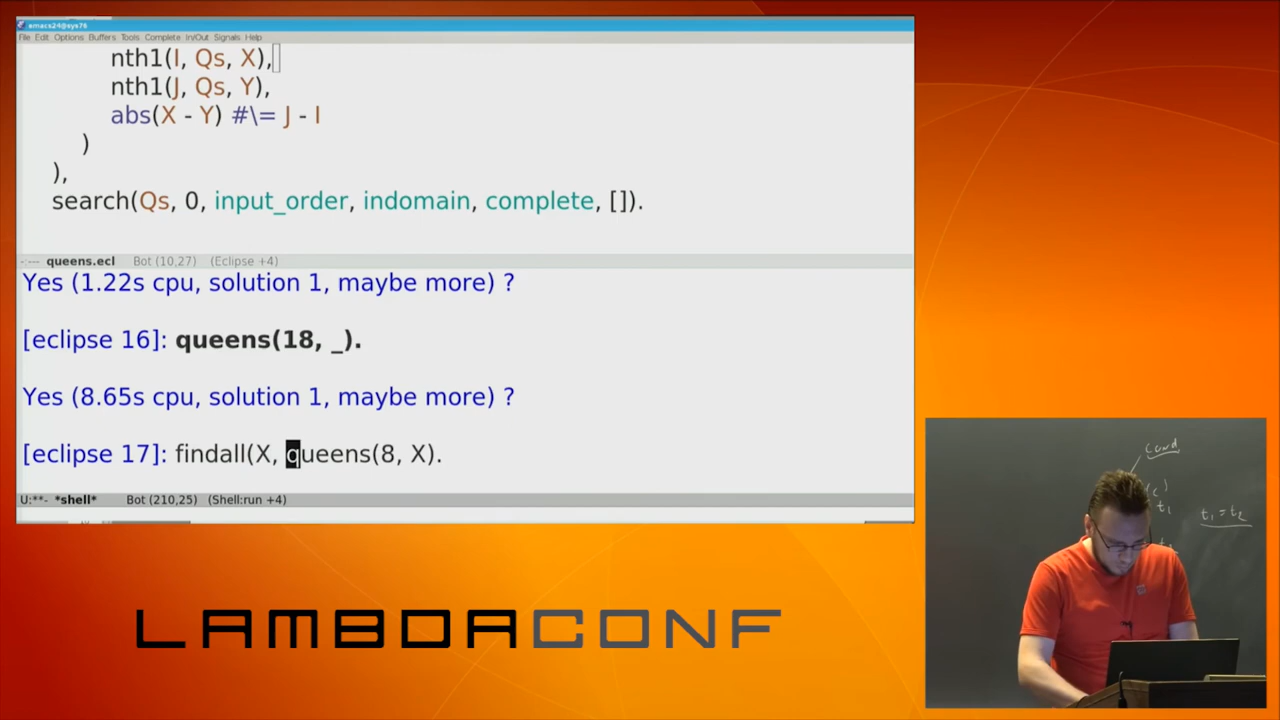 emacs24@sys76
File Edit Options Buffers Tools Complete In/Out Signals Help
nth1(I, Qs, X),
nth1(J, Qs, Y),
abs(X - Y) #\= J - I
)
),
search(Qs, 0, input_order, indomain, complete, []).
-:--- queens.ecl Bot (10,27) (Eclipse +4)
Yes (1.22s cpu, solution 1, maybe more) ?
[eclipse 16]: queens(18, _).
Yes (8.65s cpu, solution 1, maybe more) ?
[eclipse 17]: findall(X, queens(8, X).
U:**- *shell* Bot (210,25) (Shell:run +4)
cond
(c)
t₁
t₁ = t₂
LAMBDACONF